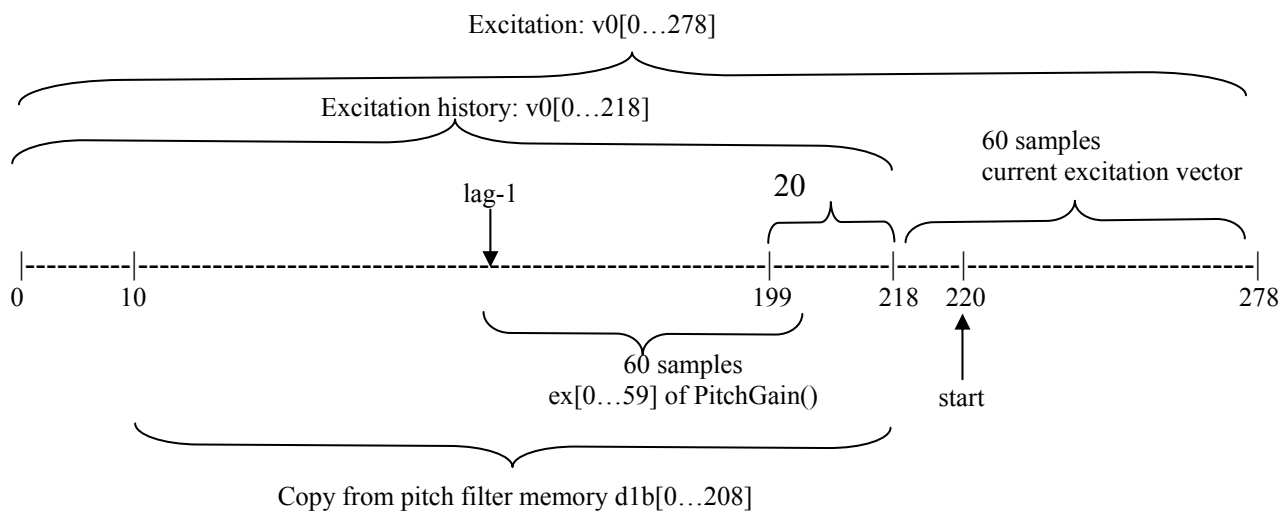 Excitation: v0[0…278]
Excitation history: v0[0…218]
60 samples
current excitation vector
20
lag-1
0
10
199
218
220
278
60 samples
ex[0…59] of PitchGain()
start
Copy from pitch filter memory d1b[0…208]